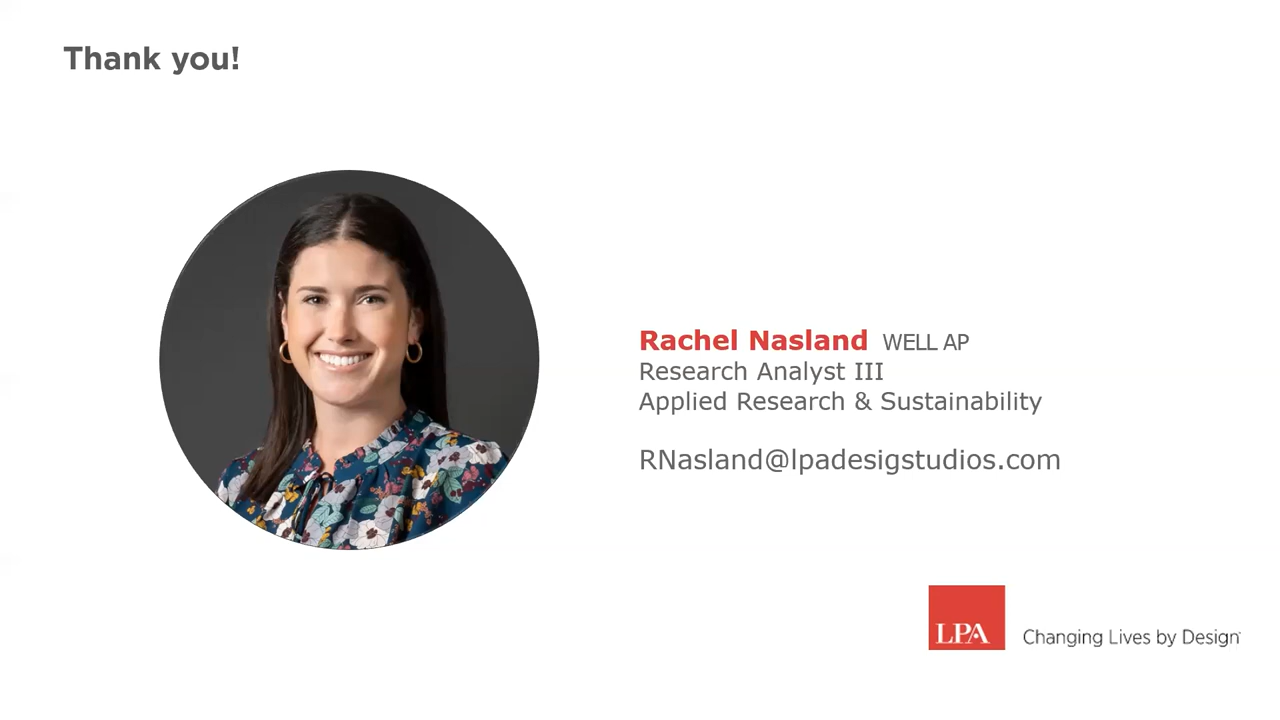 Thank you!
Rachel Nasland WELL AP
Research Analyst III
Applied Research & Sustainability
RNasland@lpadesigstudios.com
LPA
Changing Lives by Design